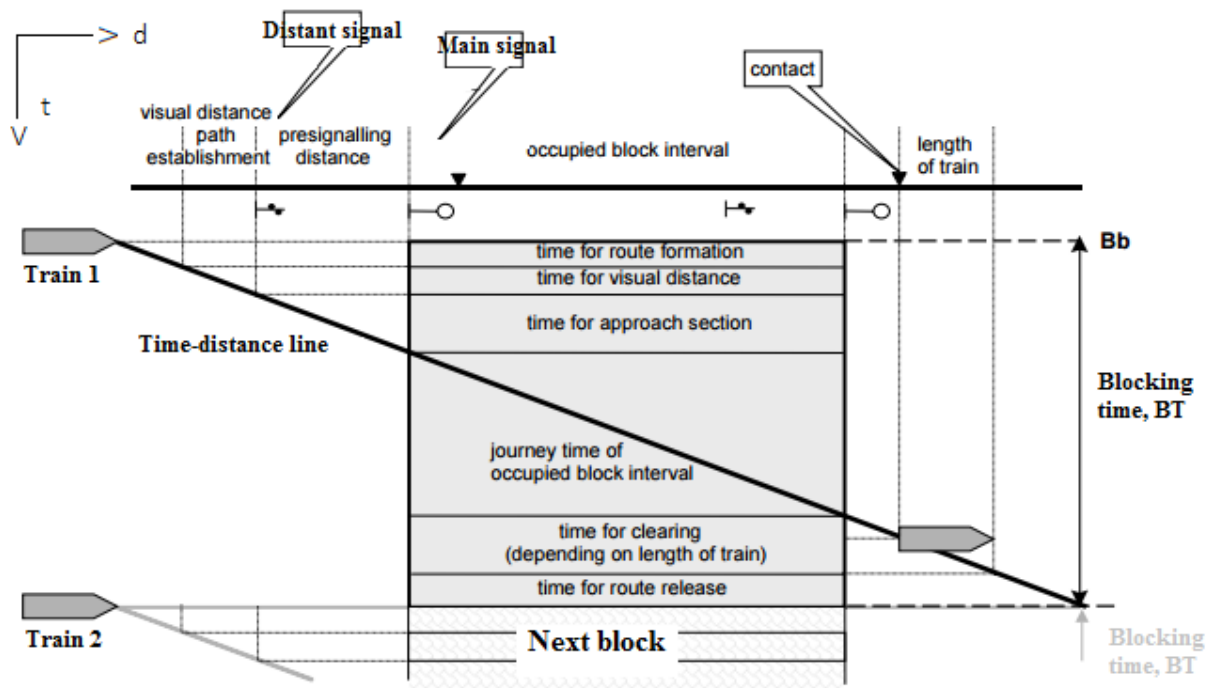 > d
t
V
Distant signal
Main signal
contact
visual distance
path
establishment
presignalling
distance
occupied block interval
length
of train
Train 1
Bb
time for route formation
time for visual distance
time for approach section
Time-distance line
Blocking
time, BT
journey time of
occupied block interval
time for clearing
(depending on length of train)
time for route release
Train 2
Next block
Blocking
time, BT